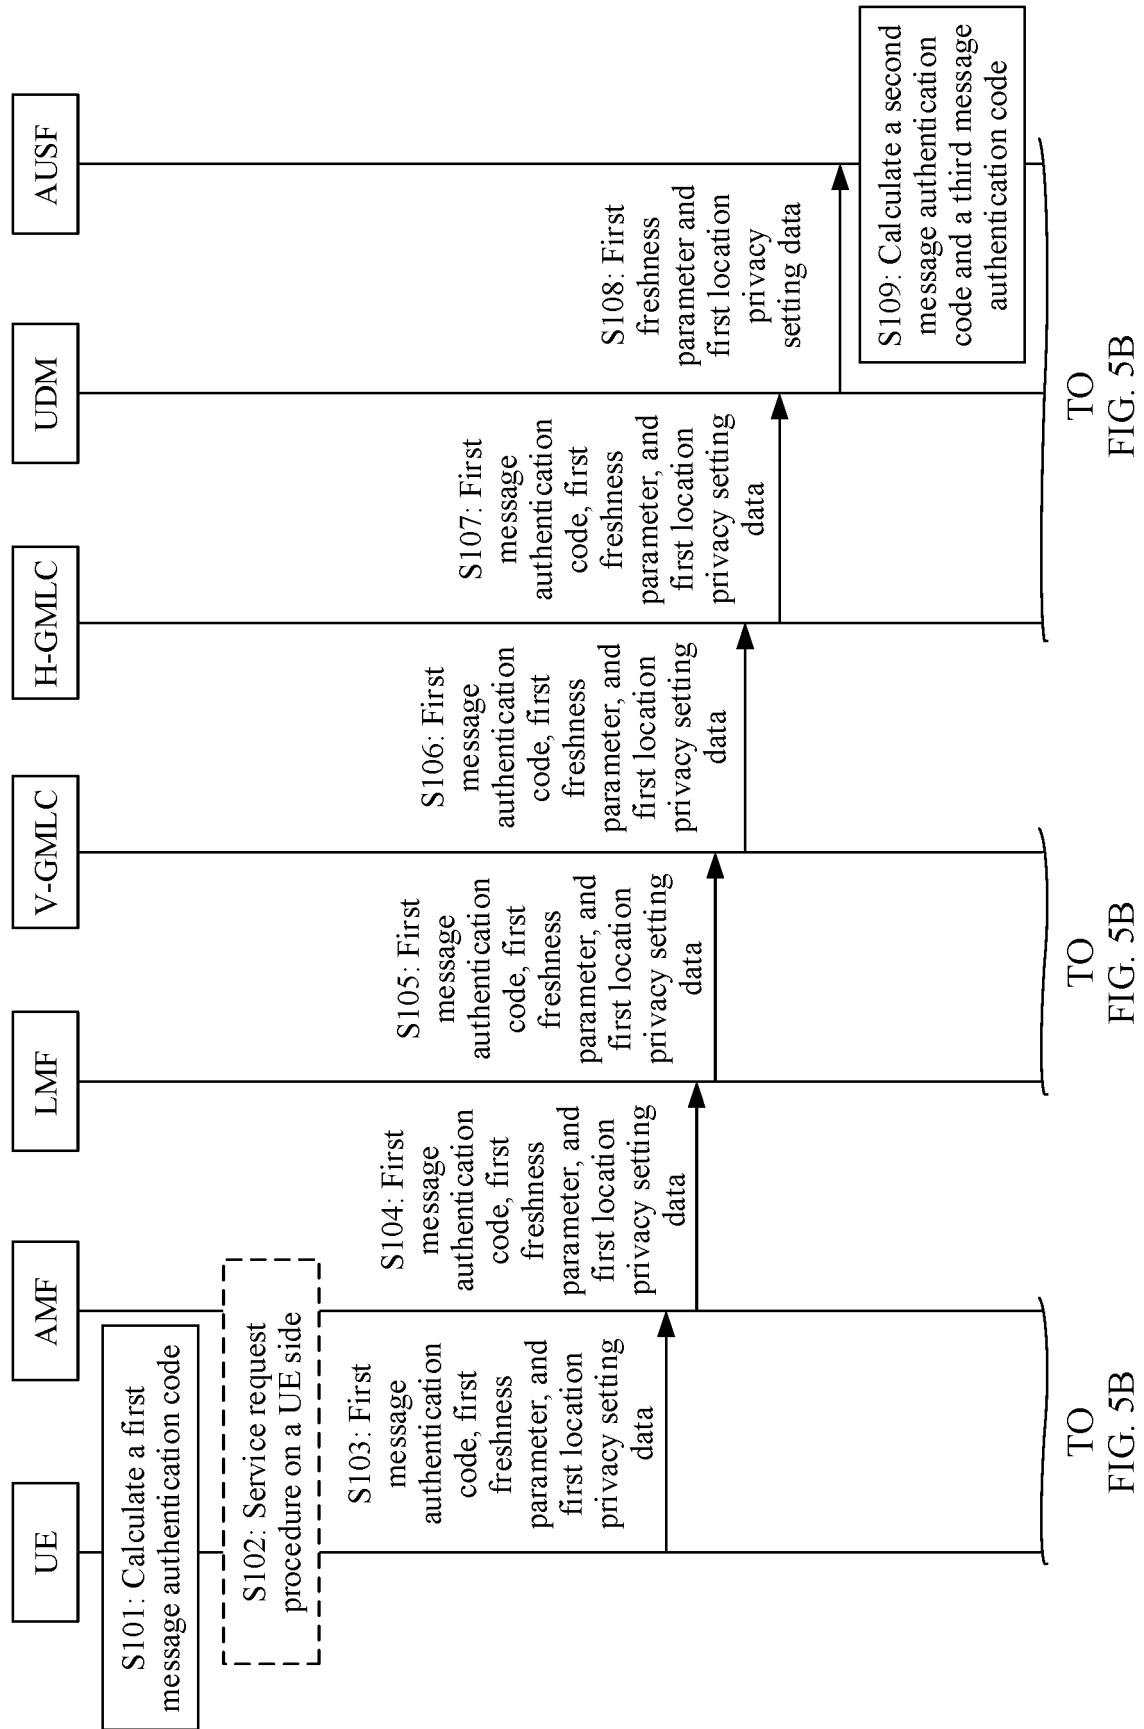 UE
AMF
LMF
V-GMLC
H-GMLC
UDM
AUSF
S101: Calculate a first
message authentication code
S102: Service request
procedure on a UE side
S103: First
message
authentication
code, first
freshness
parameter, and
first location
privacy setting
data
S104: First
message
authentication
code, first
freshness
parameter, and
first location
privacy setting
data
S105: First
message
authentication
code, first
freshness
parameter, and
first location
privacy setting
data
S106: First
message
authentication
code, first
freshness
parameter, and
first location
privacy setting
data
S107: First
message
authentication
code, first
freshness
parameter, and
first location
privacy setting
data
S108: First
freshness
parameter and
first location
privacy
setting data
S109: Calculate a second
message authentication
code and a third message
authentication code
TO
FIG. 5B
TO
FIG. 5B
TO
FIG. 5B